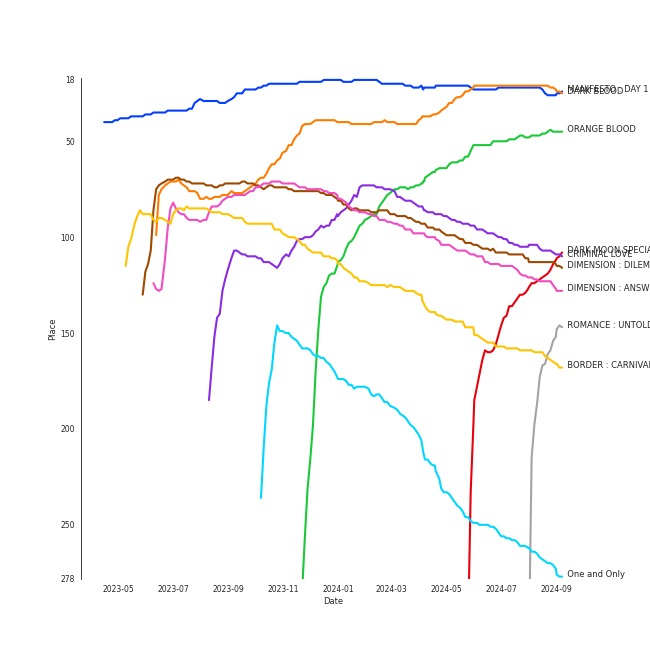 18
50
100
150
200
250
278
Place
2023-05
2023-07
2023-09
2023-11
2024-01
2024-03
2024-05
2024-07
2024-09
Date
MANIFESTO : DAY 1
DARK BLOOD
ORANGE BLOOD
DARK MOON SPECIA
CRIMINAL LOVE
DIMENSION : DILEM
DIMENSION : ANSW
ROMANCE : UNTOLD
BORDER : CARNIVA
One and Only